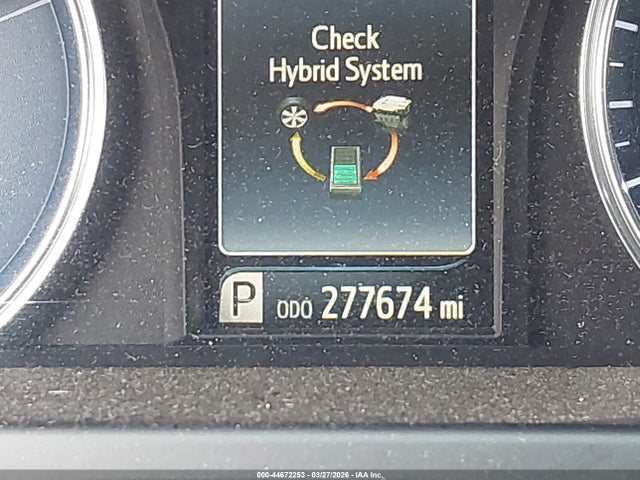 Check
Hybrid System
P ODO 277674 mi
000-44672253 - 03/27/2026 - IAA Inc.